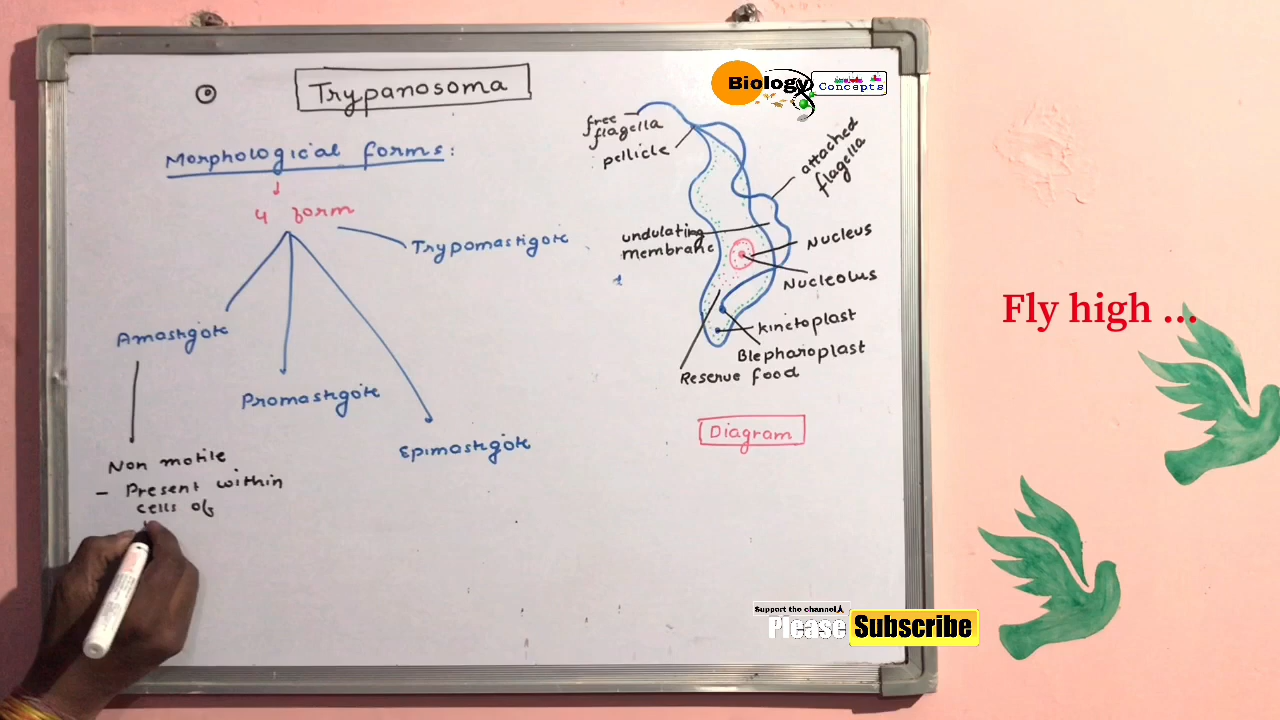 Trypanosoma
Morphological forms:
4 form
Trypomastigote
Amastigote
Promastigote
Epimastigote
Non motile
- Present within
cells of
free
flagella
pellicle
attached
flagella
undulating
membrane
Nucleus
Nucleolus
kinetoplast
Blepharoplast
Reserve food
Diagram
Biology
Concepts
Fly high ...
Support the channel
Please Subscribe